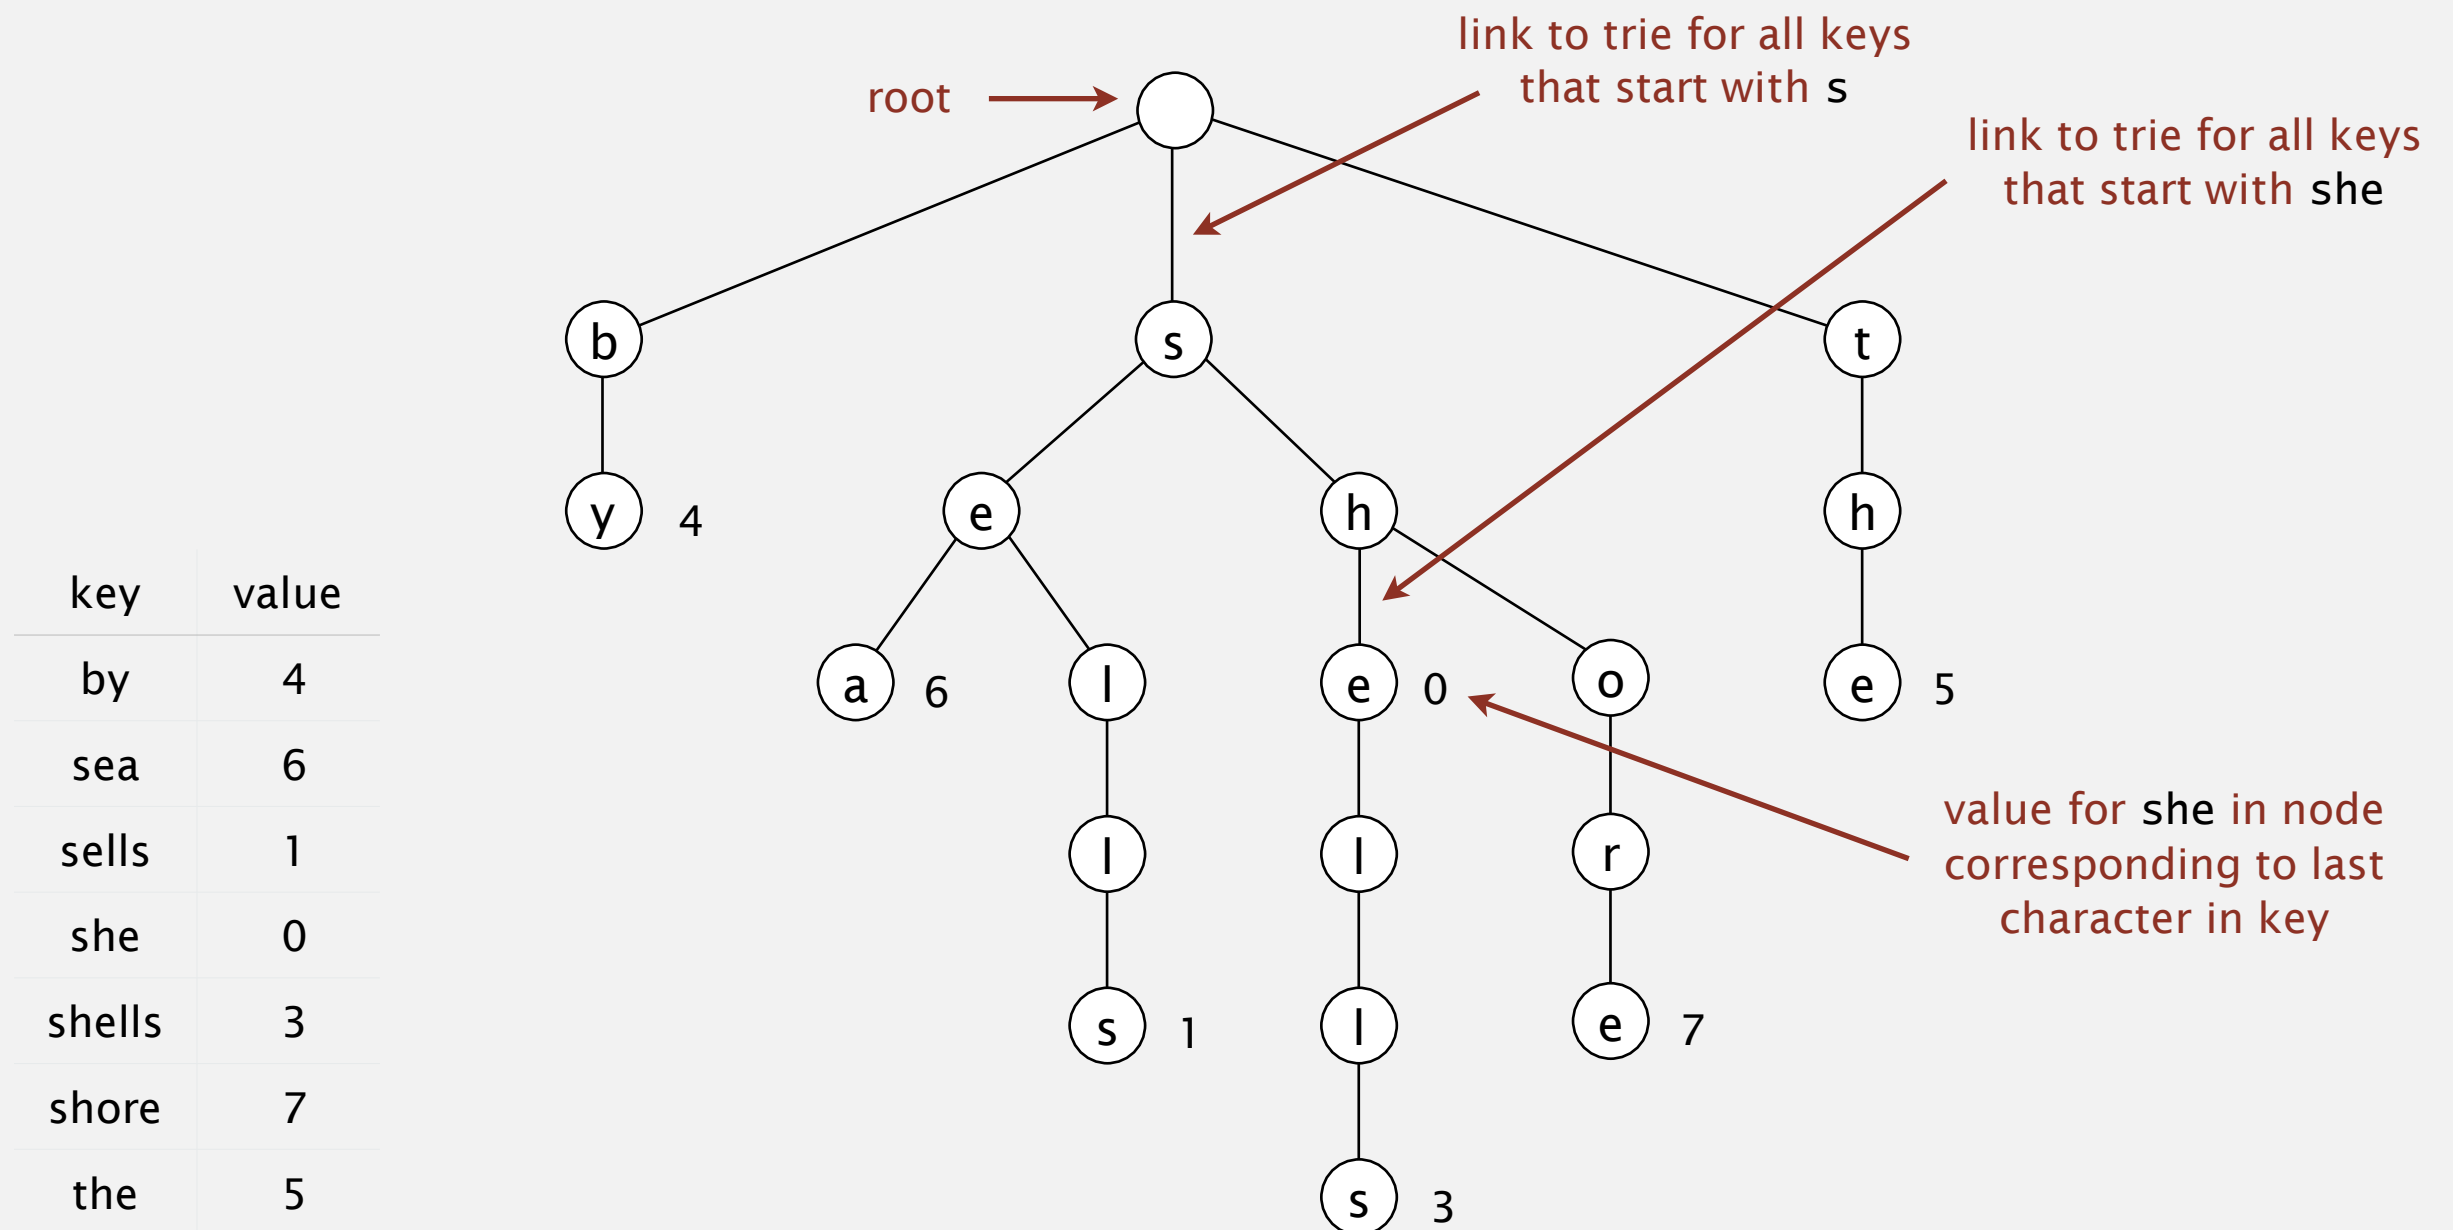 link to trie for all keys
that start with s
root
link to trie for all keys
that start with she
b
s
t
y 4
e
h
h
key value
by 4
a 6
l
e 0
o
e 5
sea 6
sells 1
l
l
r
value for she in node
corresponding to last
character in key
she 0
shells 3
s 1
l
e 7
shore 7
the 5
s 3